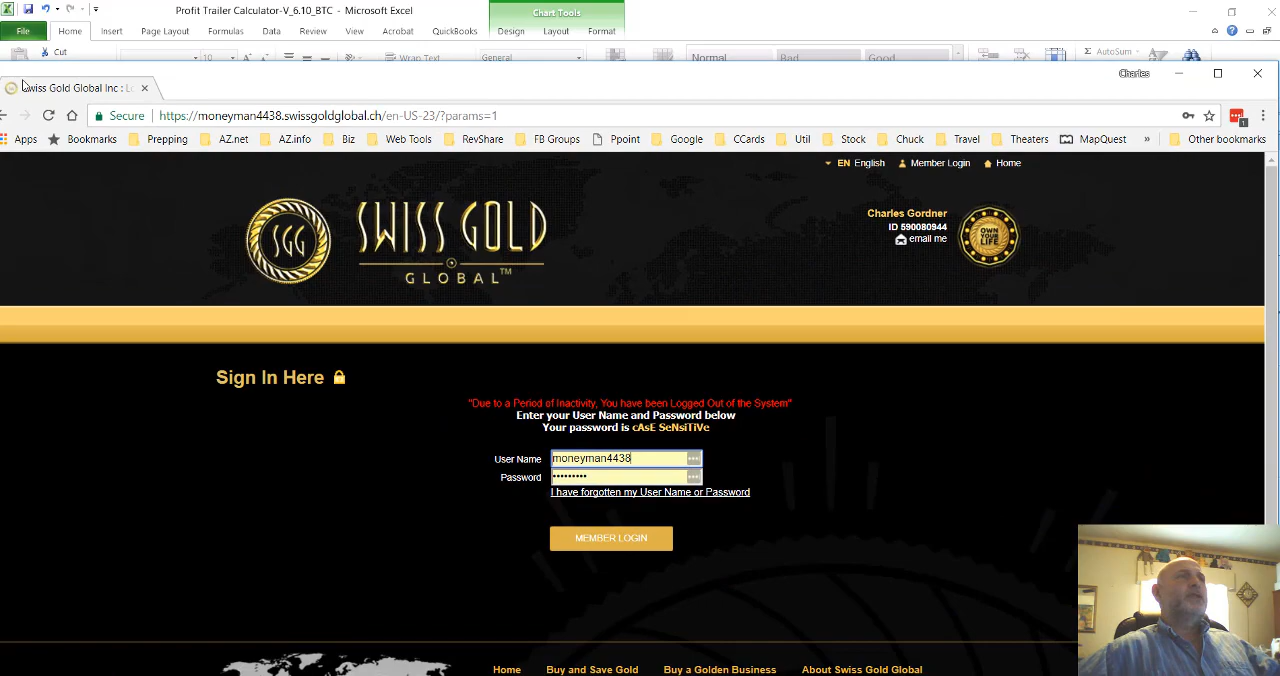 Profit Trailer Calculator-V_6.10_BTC - Microsoft Excel
Chart Tools
File Home Insert Page Layout Formulas Data Review View Acrobat QuickBooks Design Layout Format
Cut 10 Wrap Text General Normal Bad Good Σ AutoSum
Charles
Swiss Gold Global Inc : Lo
Secure https://moneyman4438.swissgoldglobal.ch/en-US-23/?params=1
Apps Bookmarks Prepping AZ.net AZ.info Biz Web Tools RevShare FB Groups Ppoint Google CCards Util Stock Chuck Travel Theaters MapQuest » Other bookmarks
EN English Member Login Home
SGG SWISS GOLD
GLOBAL™
Charles Gordner
ID 590080944
email me
OWN
YOUR
LIFE
Sign In Here
"Due to a Period of Inactivity, You have been Logged Out of the System"
Enter your User Name and Password below
Your password is cAsE SeNsiTiVe
User Name moneyman4438
Password •••••••••
I have forgotten my User Name or Password
MEMBER LOGIN
Home Buy and Save Gold Buy a Golden Business About Swiss Gold Global